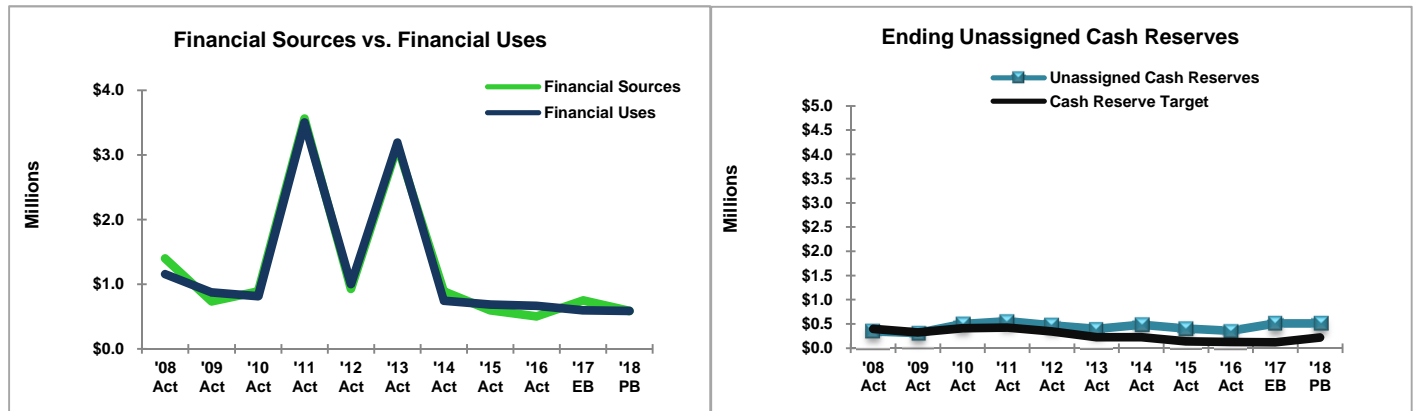 Financial Sources vs. Financial Uses
Financial Sources
Financial Uses
Millions
$4.0
$3.0
$2.0
$1.0
$0.0
'08 '09 '10 '11 '12 '13 '14 '15 '16 '17 '18
Act Act Act Act Act Act Act Act Act EB PB
Ending Unassigned Cash Reserves
Unassigned Cash Reserves
Cash Reserve Target
Millions
$5.0
$4.5
$4.0
$3.5
$3.0
$2.5
$2.0
$1.5
$1.0
$0.5
$0.0
'08 '09 '10 '11 '12 '13 '14 '15 '16 '17 '18
Act Act Act Act Act Act Act Act Act EB PB